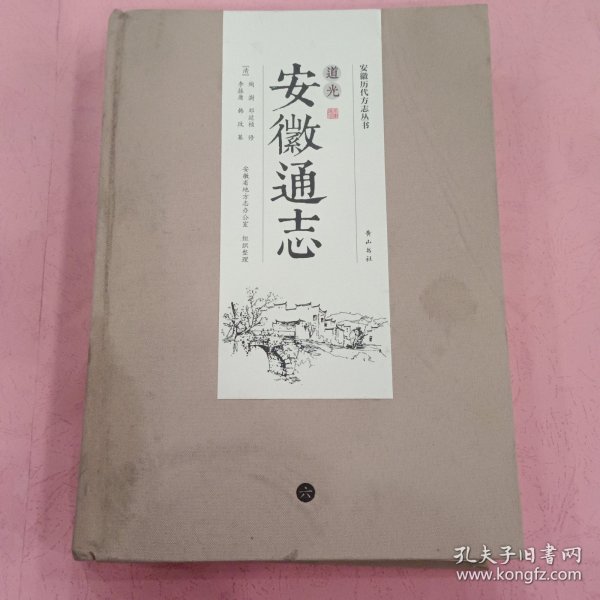 安徽历代方志丛书
道光
安徽通志
[清] 陶澍 邓廷桢 修
李振庸 韩玫 纂
安徽省地方志办公室 组织整理
黄山书社
六
孔夫子旧书网
www.kongfz.com